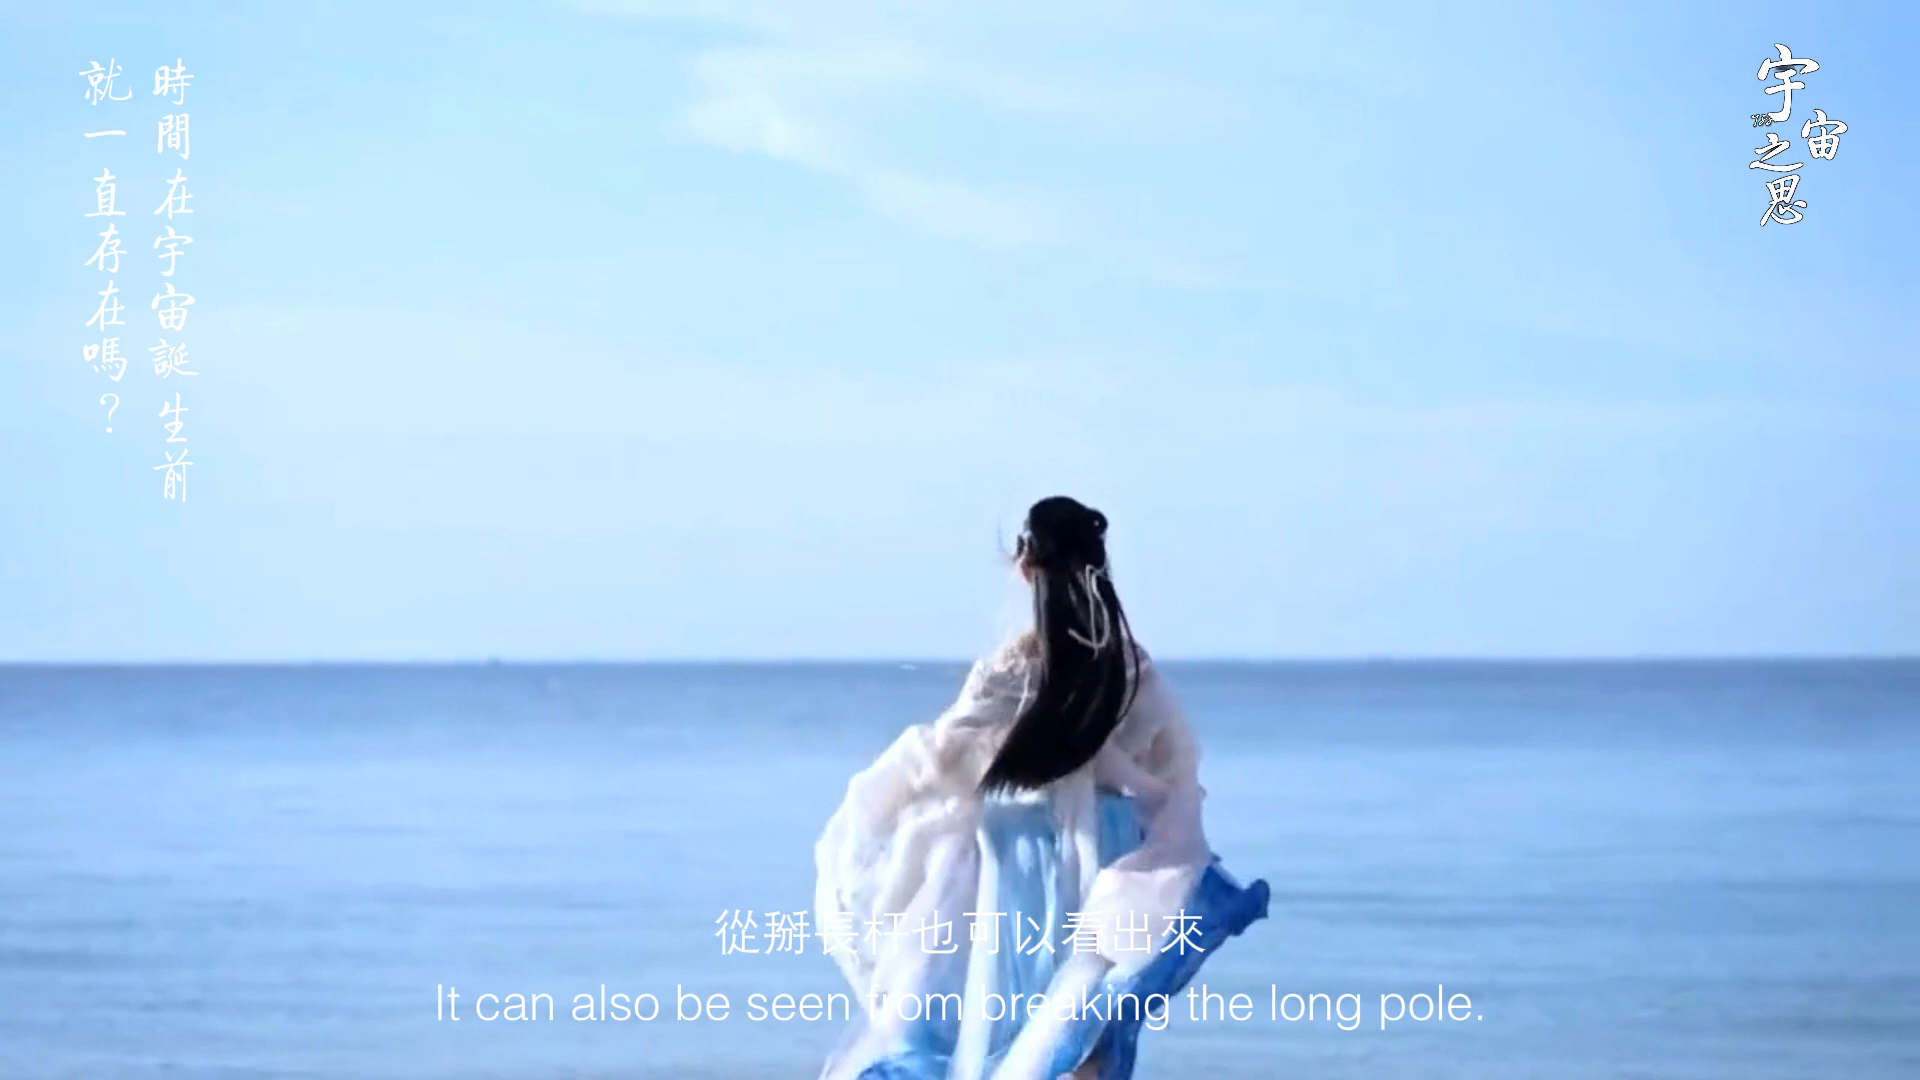 時間在宇宙誕生前
就一直存在嗎？
宇宙之思
從掰長杆也可以看出來
It can also be seen from breaking the long pole.